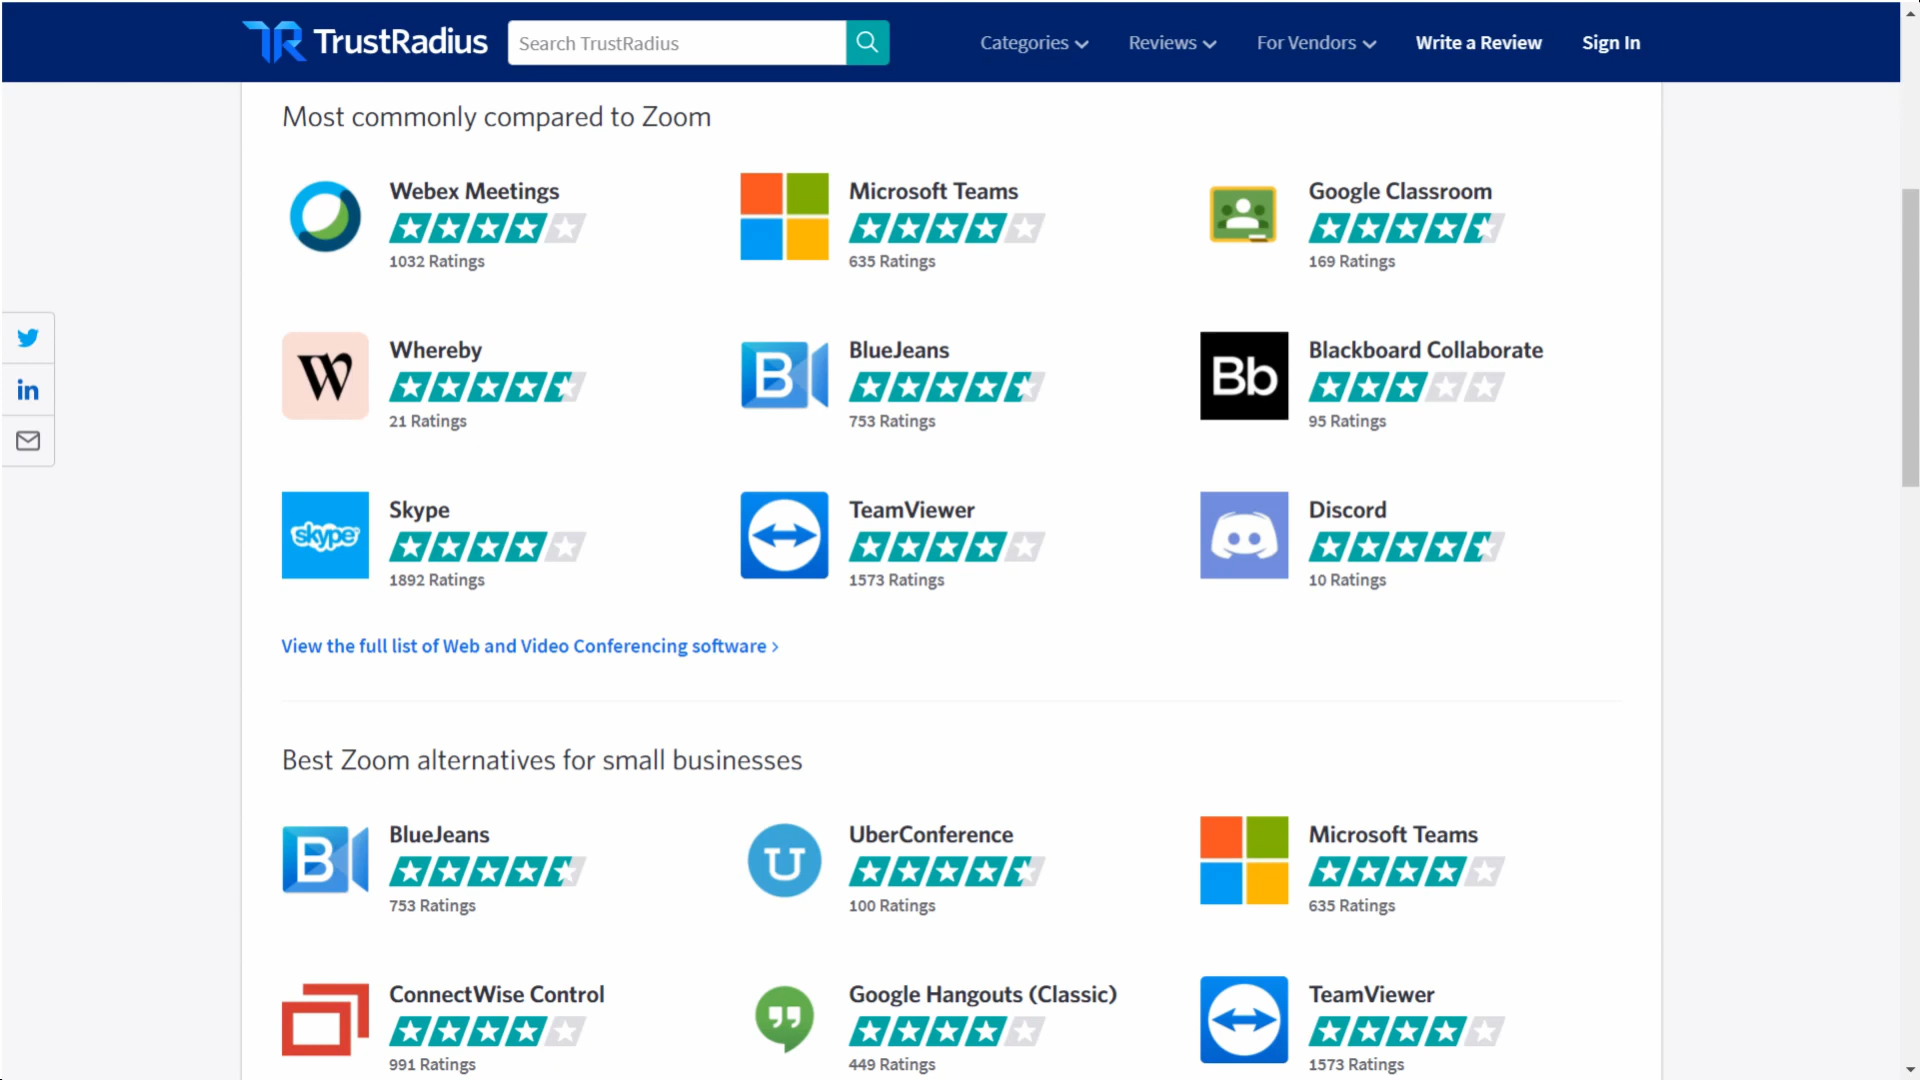 TrustRadius Search TrustRadius Categories Reviews For Vendors Write a Review Sign In
Most commonly compared to Zoom
Webex Meetings
1032 Ratings
Microsoft Teams
635 Ratings
Google Classroom
169 Ratings
W
Whereby
21 Ratings
B
BlueJeans
753 Ratings
Bb
Blackboard Collaborate
95 Ratings
in
skype
Skype
1892 Ratings
TeamViewer
1573 Ratings
Discord
10 Ratings
View the full list of Web and Video Conferencing software >
Best Zoom alternatives for small businesses
B
BlueJeans
753 Ratings
U
UberConference
100 Ratings
Microsoft Teams
635 Ratings
ConnectWise Control
991 Ratings
Google Hangouts (Classic)
449 Ratings
TeamViewer
1573 Ratings